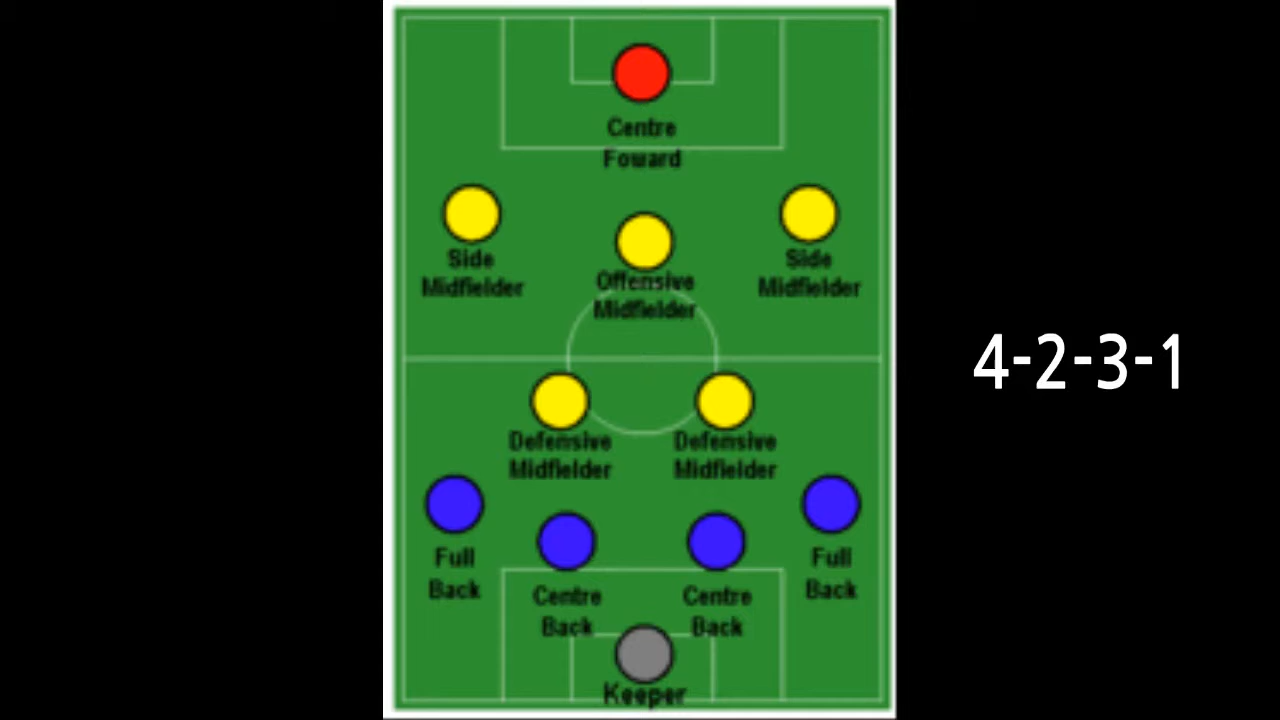 Centre
Foward
Side
Midfielder
Offensive
Midfielder
Side
Midfielder
4-2-3-1
Defensive
Midfielder
Defensive
Midfielder
Full
Back
Centre
Back
Centre
Back
Full
Back
Keeper